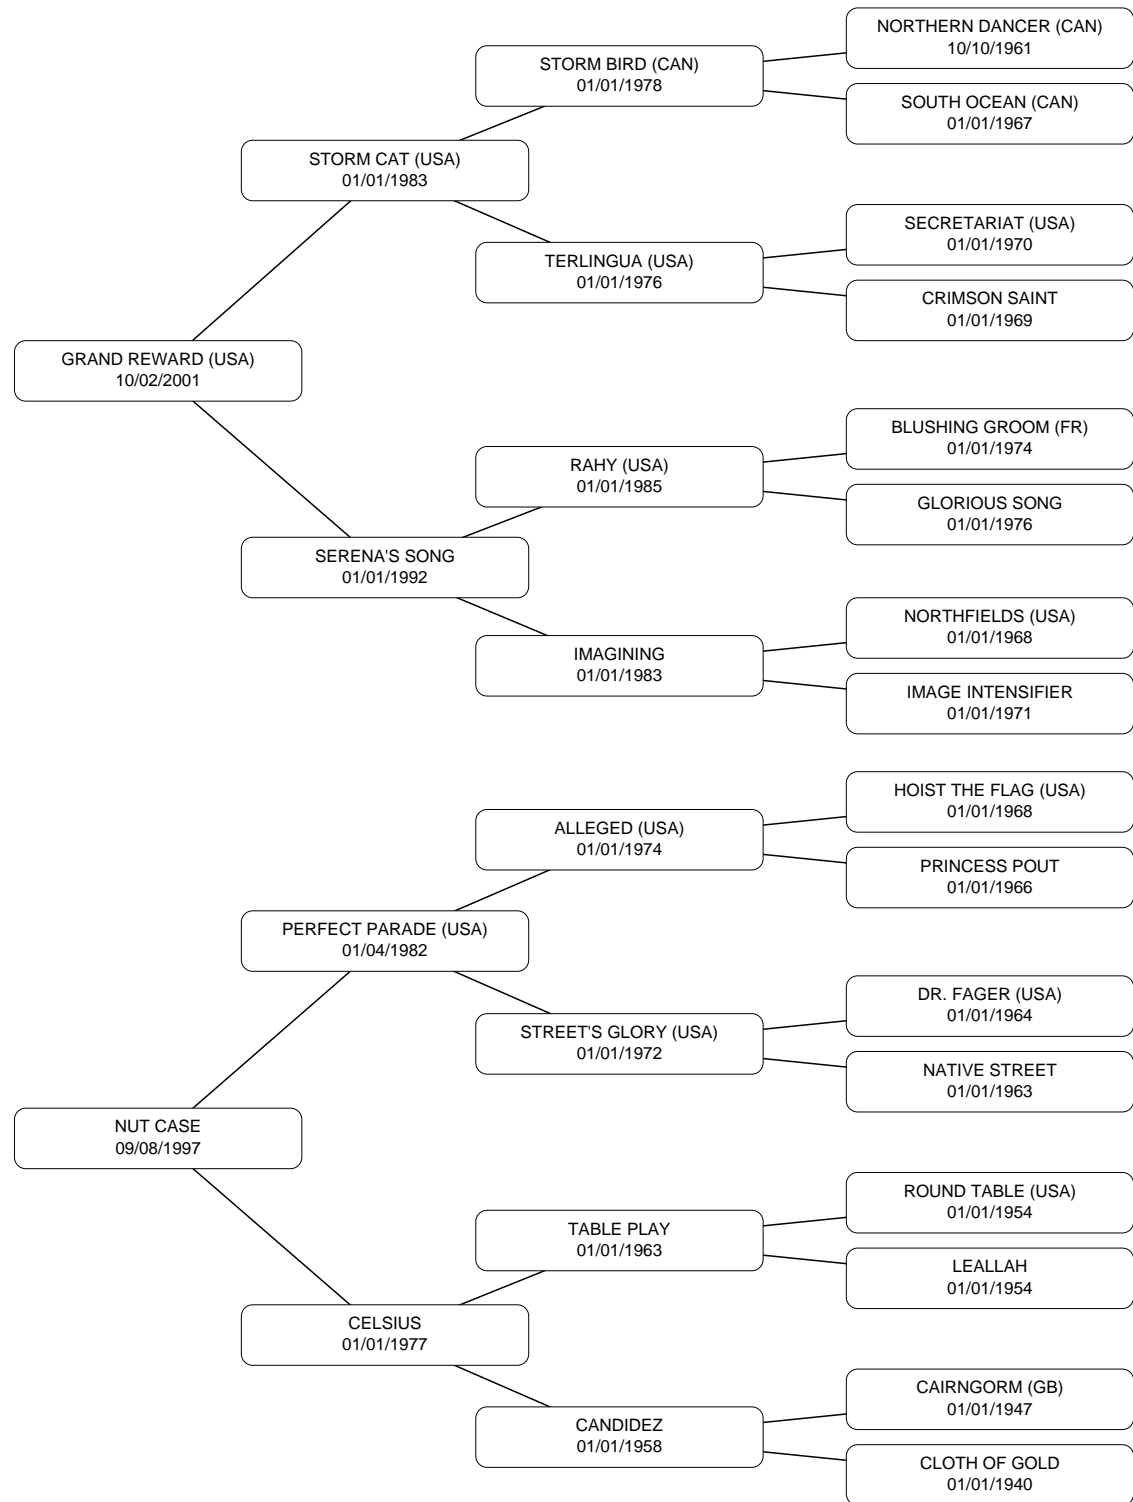 NORTHERN DANCER (CAN)
10/10/1961
STORM BIRD (CAN)
01/01/1978
SOUTH OCEAN (CAN)
01/01/1967
STORM CAT (USA)
01/01/1983
SECRETARIAT (USA)
01/01/1970
TERLINGUA (USA)
01/01/1976
CRIMSON SAINT
01/01/1969
GRAND REWARD (USA)
10/02/2001
BLUSHING GROOM (FR)
01/01/1974
RAHY (USA)
01/01/1985
GLORIOUS SONG
01/01/1976
SERENA'S SONG
01/01/1992
NORTHFIELDS (USA)
01/01/1968
IMAGINING
01/01/1983
IMAGE INTENSIFIER
01/01/1971
HOIST THE FLAG (USA)
01/01/1968
ALLEGED (USA)
01/01/1974
PRINCESS POUT
01/01/1966
PERFECT PARADE (USA)
01/04/1982
DR. FAGER (USA)
01/01/1964
STREET'S GLORY (USA)
01/01/1972
NATIVE STREET
01/01/1963
NUT CASE
09/08/1997
ROUND TABLE (USA)
01/01/1954
TABLE PLAY
01/01/1963
LEALLAH
01/01/1954
CELSIUS
01/01/1977
CAIRNGORM (GB)
01/01/1947
CANDIDEZ
01/01/1958
CLOTH OF GOLD
01/01/1940